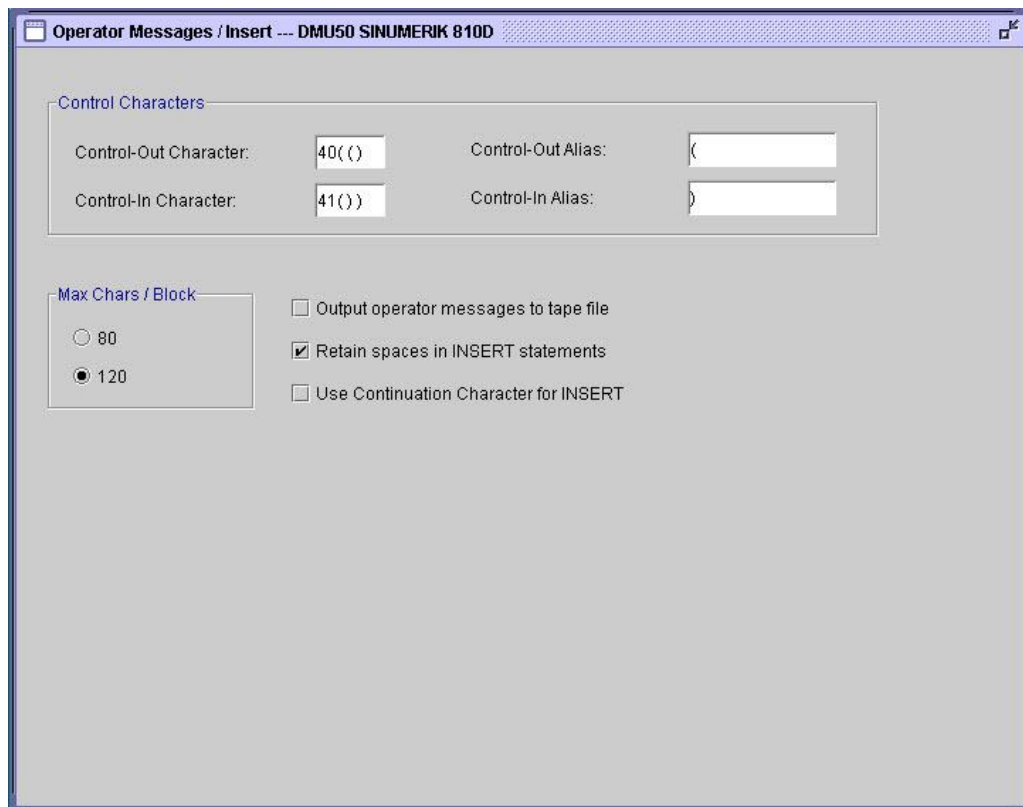 Operator Messages / Insert --- DMU50 SINUMERIK 810D
Control Characters
Control-Out Character: 40(() Control-Out Alias: (
Control-In Character: 41()) Control-In Alias: )
Max Chars / Block
80
120
Output operator messages to tape file
Retain spaces in INSERT statements
Use Continuation Character for INSERT